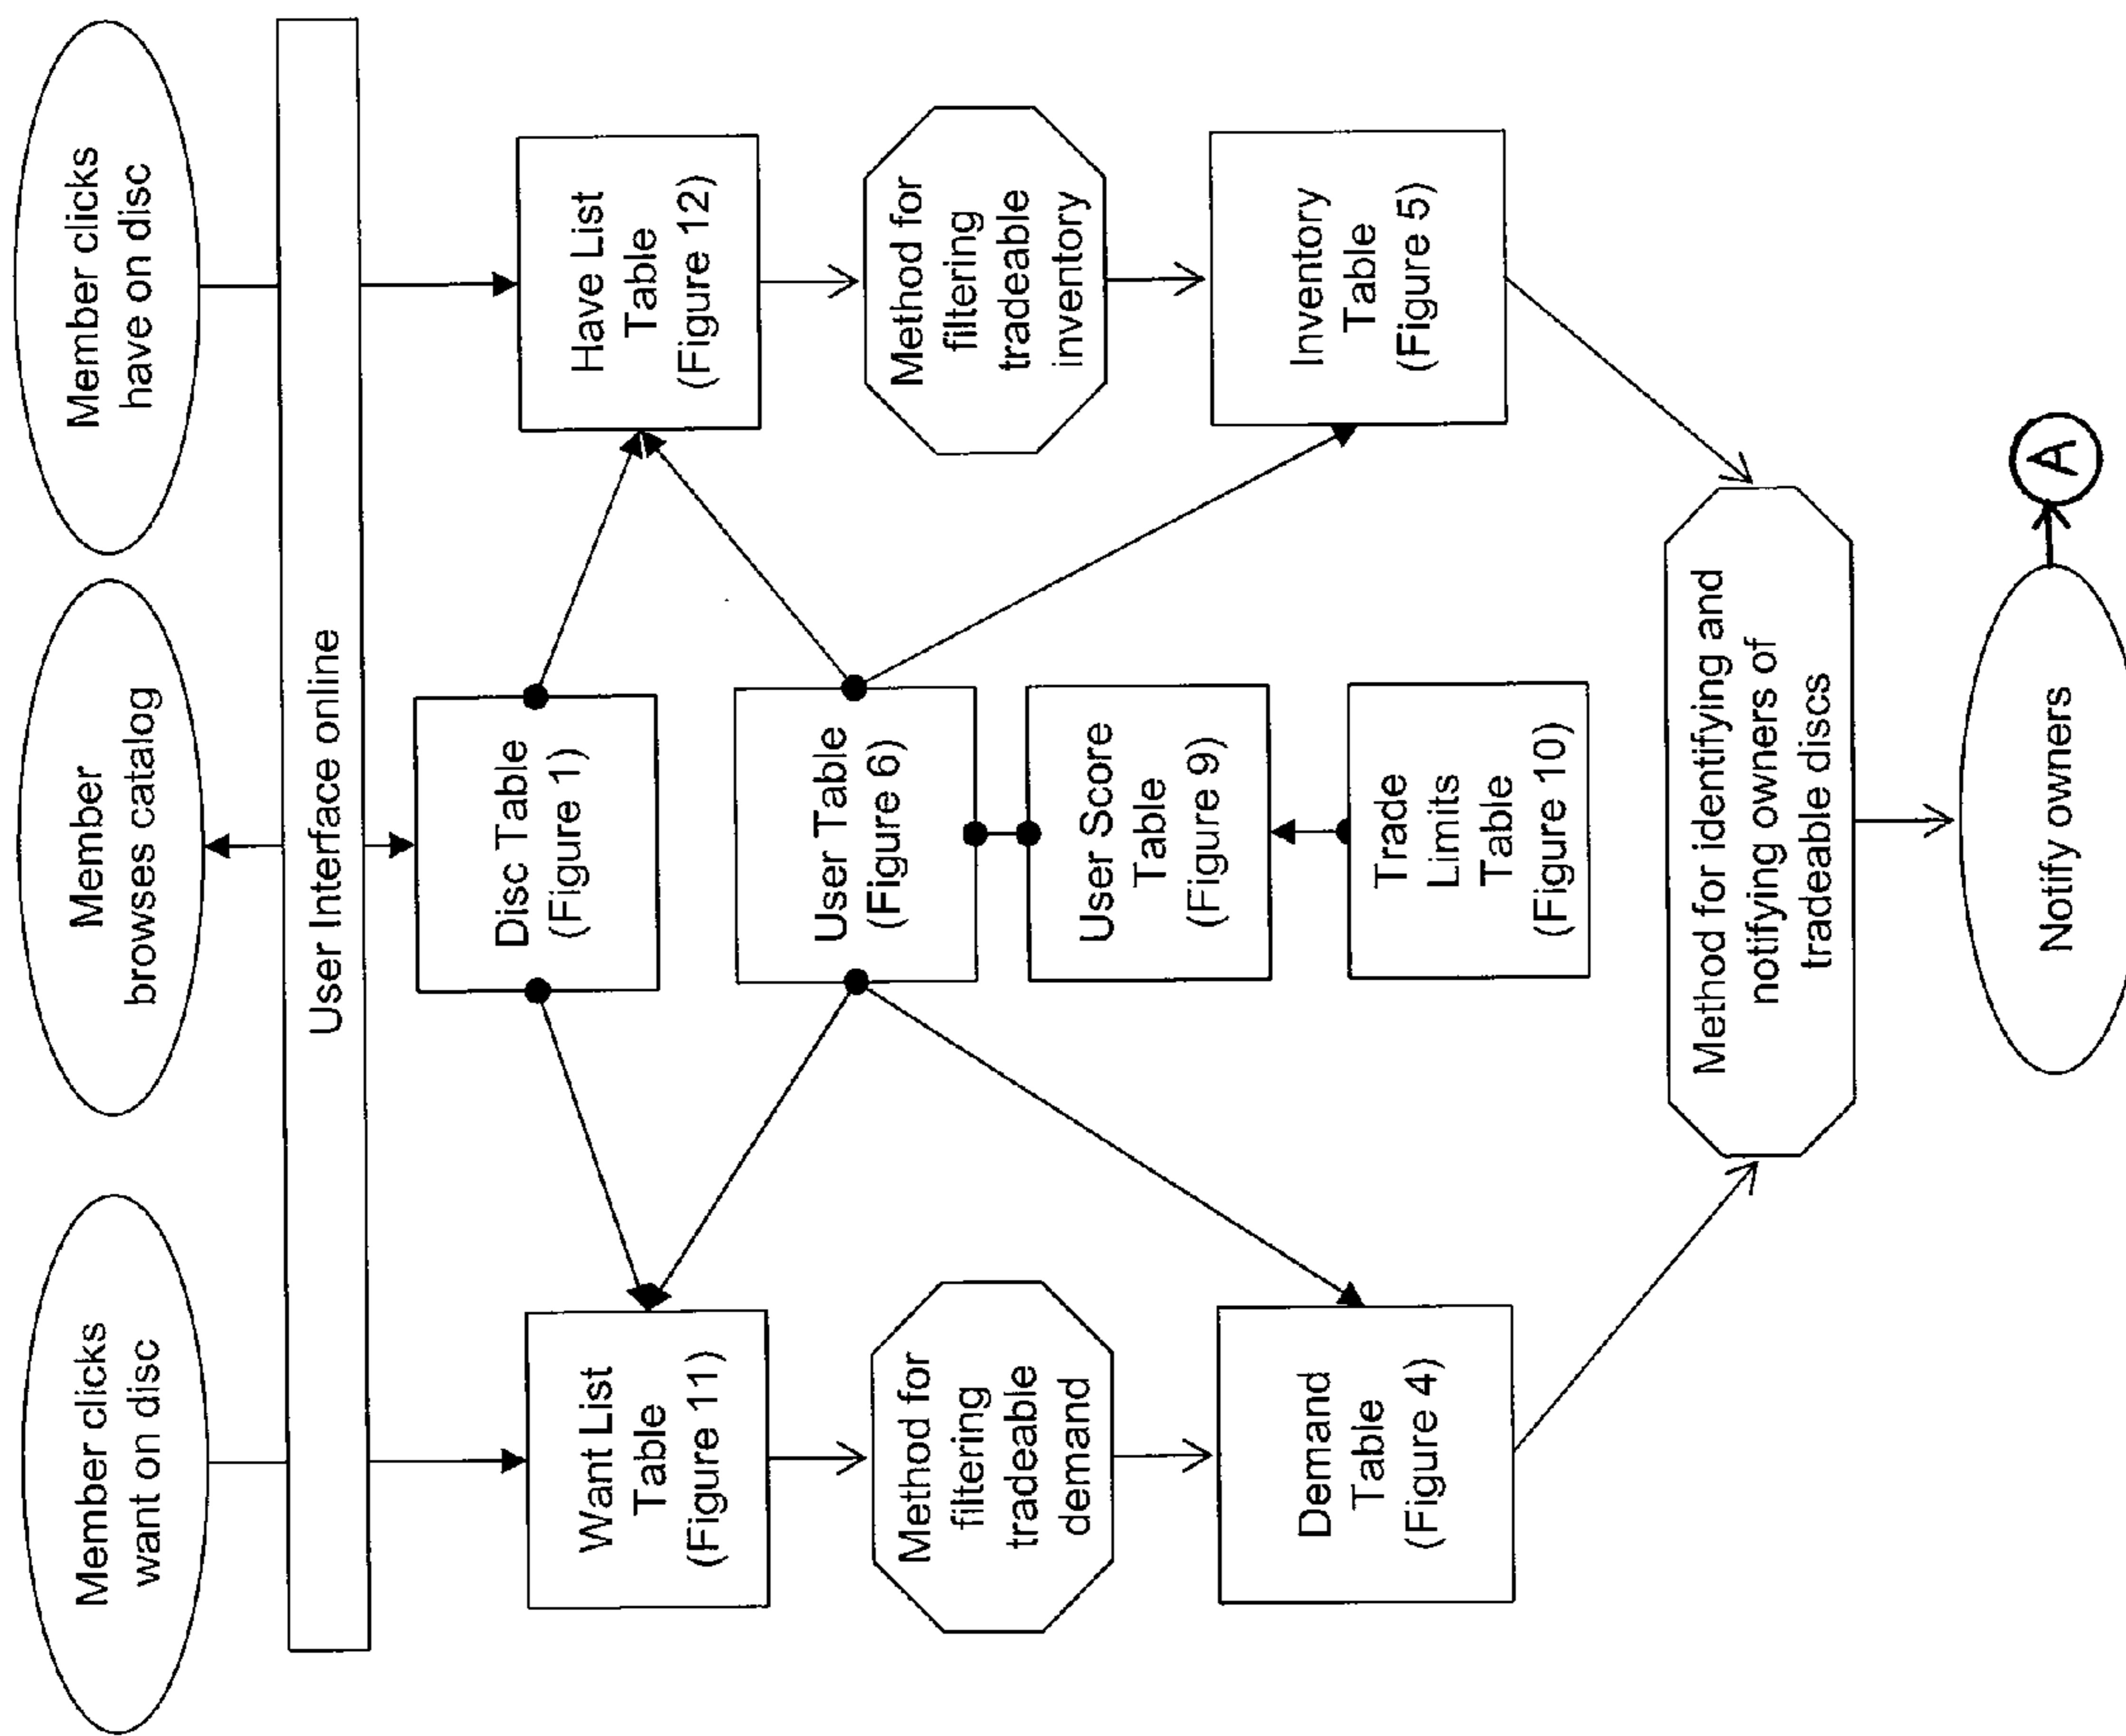 Member clicks
want on disc
Member
browses catalog
Member clicks
have on disc
User Interface online
Want List
Table
(Figure 11)
Disc Table
(Figure 1)
Have List
Table
(Figure 12)
Method for
filtering
tradeable
demand
User Table
(Figure 6)
Method for
filtering
tradeable
inventory
Demand
Table
(Figure 4)
User Score
Table
(Figure 9)
Inventory
Table
(Figure 5)
Trade
Limits
Table
(Figure 10)
Method for identifying and
notifying owners of
tradeable discs
Notify owners
A